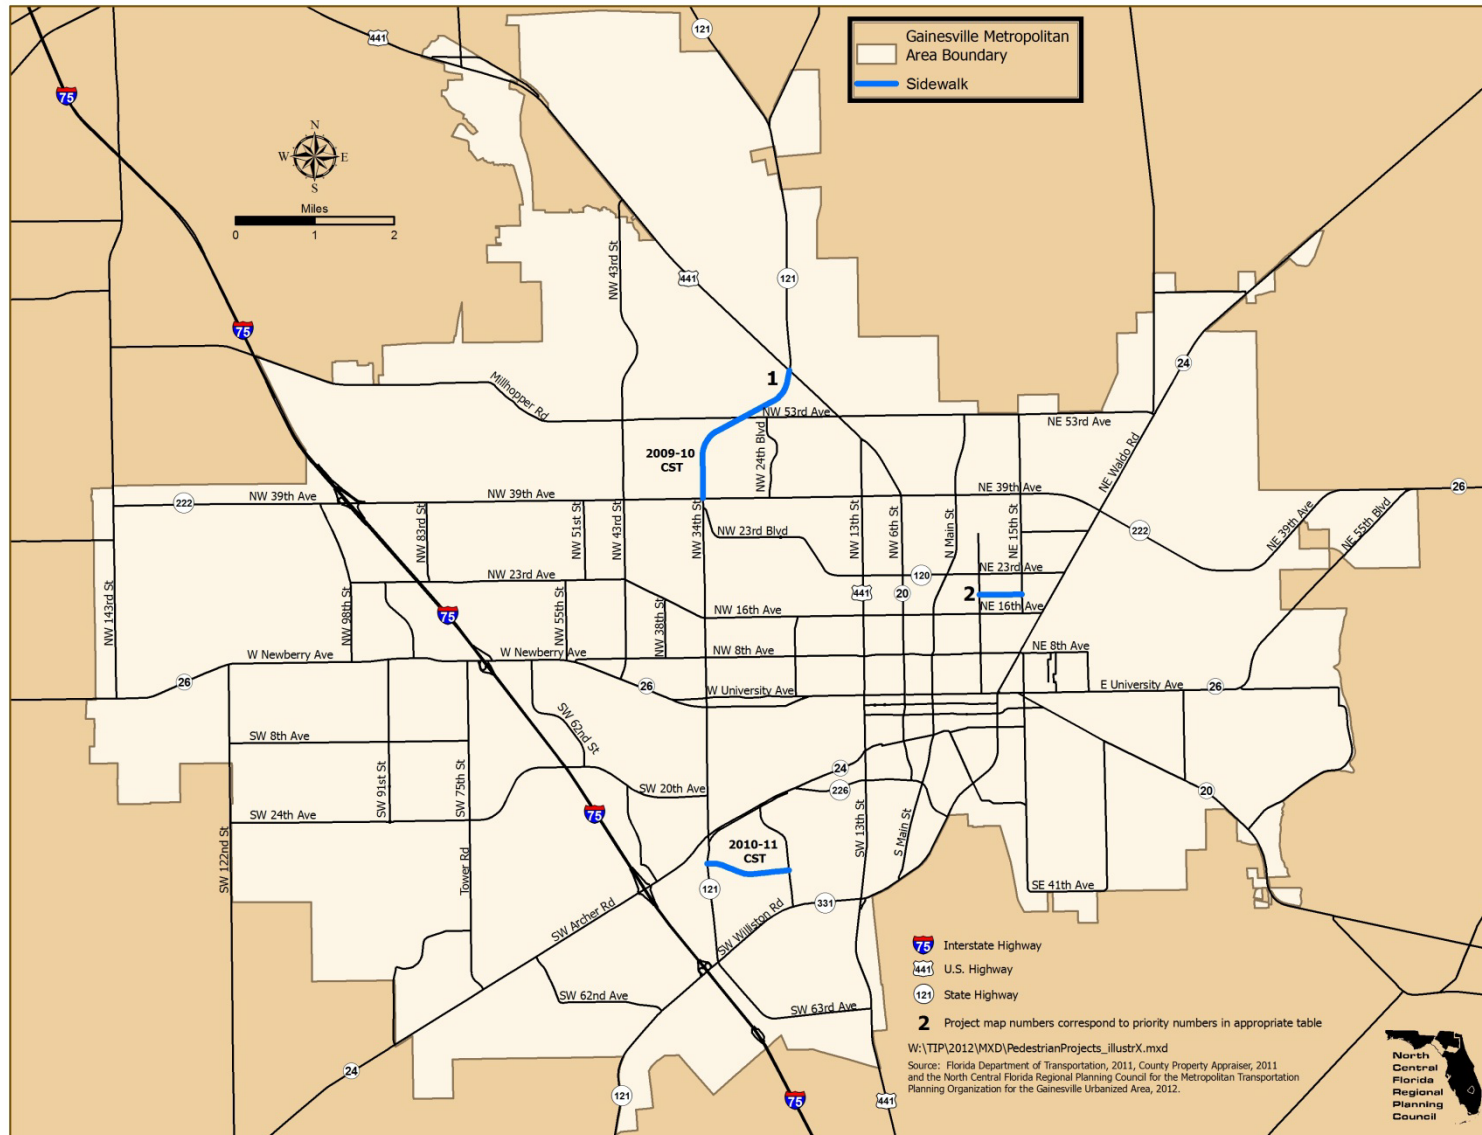 121
441
Gainesville Metropolitan
Area Boundary
Sidewalk
75
N
W E
S
Miles
0 1 2
NW 43rd St
441
121
75
24
1
Millhopper Rd
NW 53rd Ave
NE 53rd Ave
2009-10
CST
NW 24th Blvd
NE Waldo Rd
222
NW 39th Ave
NW 39th Ave
NE 39th Ave
26
NW 83rd St
NW 51st St
NW 43rd St
NW 34th St
NW 23rd Blvd
NW 13th St
NW 6th St
N Main St
NE 15th St
222
NE 39th Ave
NE 55th Blvd
NW 23rd Ave
120
NE 23rd Ave
NW 143rd St
NW 98th St
75
NW 55th St
NW 38th St
NW 16th Ave
441
20
2
NE 16th Ave
W Newberry Ave
W Newberry Ave
NW 8th Ave
NE 8th Ave
26
26
W University Ave
E University Ave
26
SW 62nd St
SW 8th Ave
SW 91st St
SW 75th St
24
226
SW 20th Ave
20
SW 24th Ave
75
SW 13th St
S Main St
SW 122nd St
Tower Rd
2010-11
CST
121
SE 41th Ave
SW Archer Rd
SW Williston Rd
331
SW 62nd Ave
SW 63rd Ave
24
121
75
441
75 Interstate Highway
441 U.S. Highway
121 State Highway
2 Project map numbers correspond to priority numbers in appropriate table
W:\TIP\2012\MXD\PedestrianProjects_illustrX.mxd
Source: Florida Department of Transportation, 2011, County Property Appraiser, 2011
and the North Central Florida Regional Planning Council for the Metropolitan Transportation
Planning Organization for the Gainesville Urbanized Area, 2012.
North
Central
Florida
Regional
Planning
Council